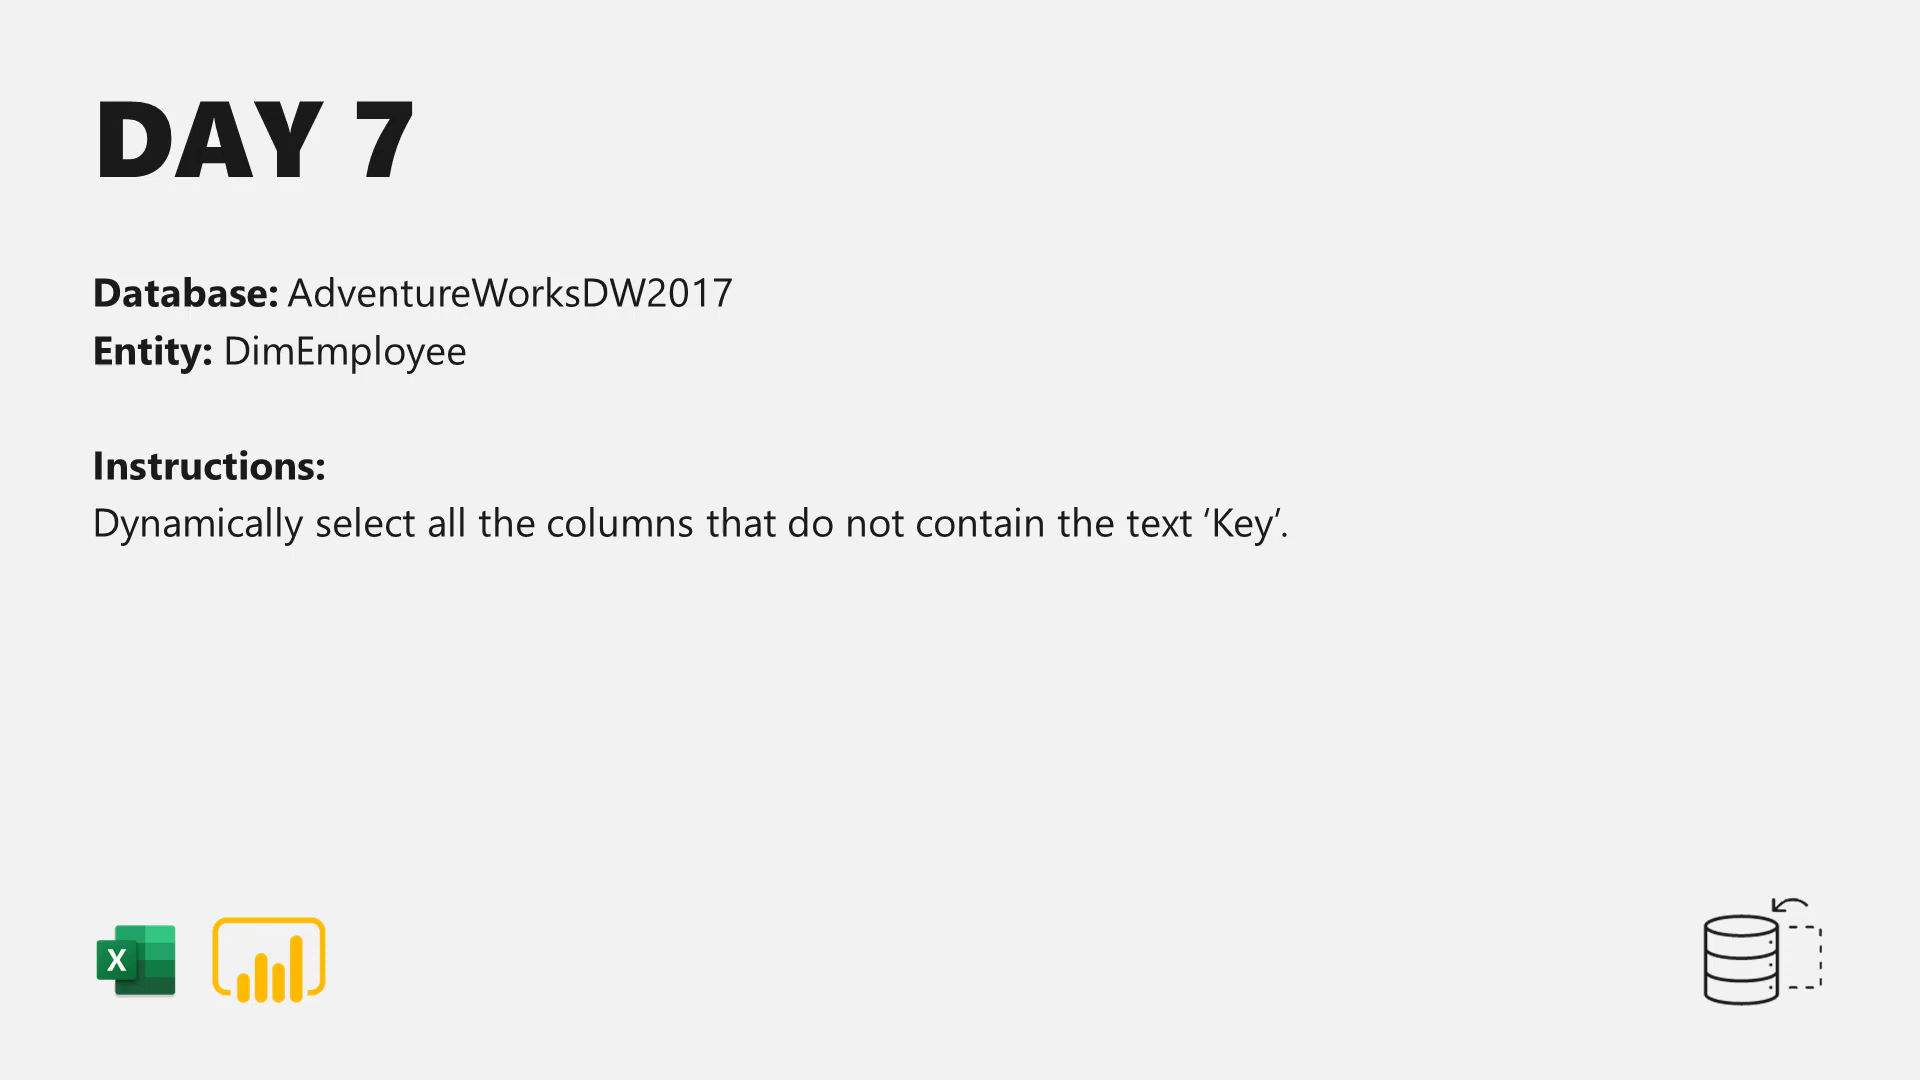 DAY 7
Database: AdventureWorksDW2017
Entity: DimEmployee
Instructions:
Dynamically select all the columns that do not contain the text ‘Key’.
X